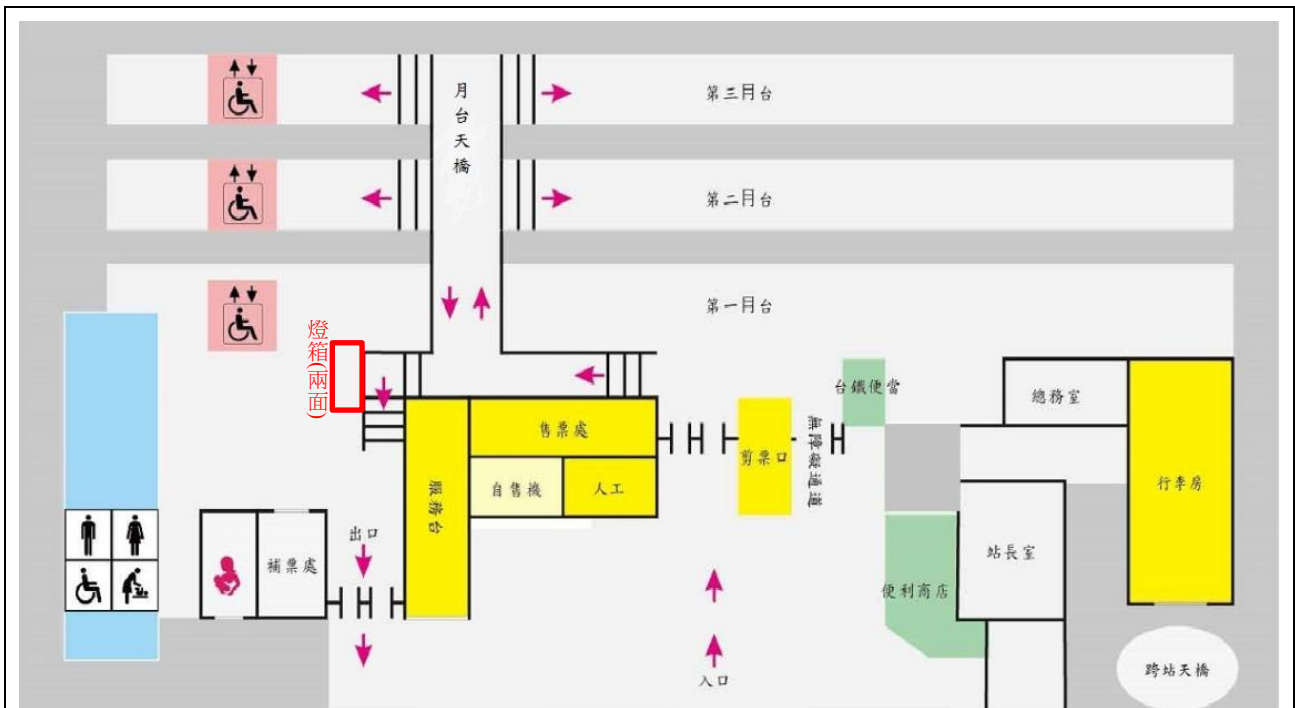 月台天橋
第三月台
第二月台
第一月台
燈箱(兩面)
台鐵便當
總務室
售票處
剪票口
無障礙通道
行李房
自售機
人工
服務台
出口
補票處
站長室
便利商店
入口
跨站天橋